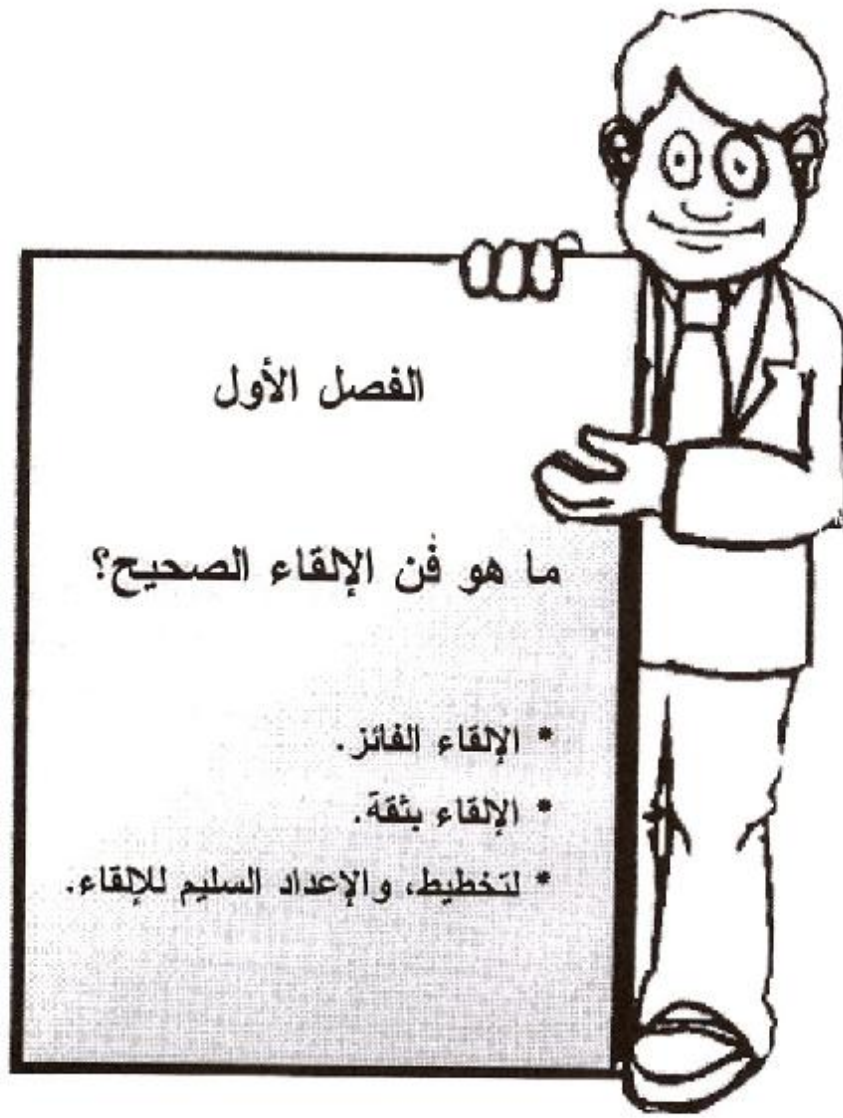 الفصل الأول
ما هو فن الإلقاء الصحيح؟
* الإلقاء الفائز.
* الإلقاء بثقة.
* لتخطيط، والإعداد السليم للإلقاء.